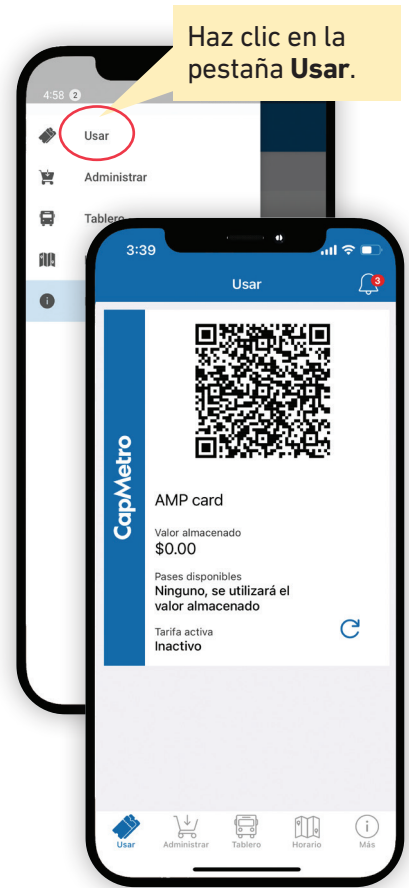 Haz clic en la
pestaña Usar.
4:58 2
Usar
Administrar
Tablero
3:39
Usar
3
CapMetro
AMP card
Valor almacenado
$0.00
Pases disponibles
Ninguno, se utilizará el
valor almacenado
Tarifa activa
Inactivo
Usar
Administrar
Tablero
Horario
Más